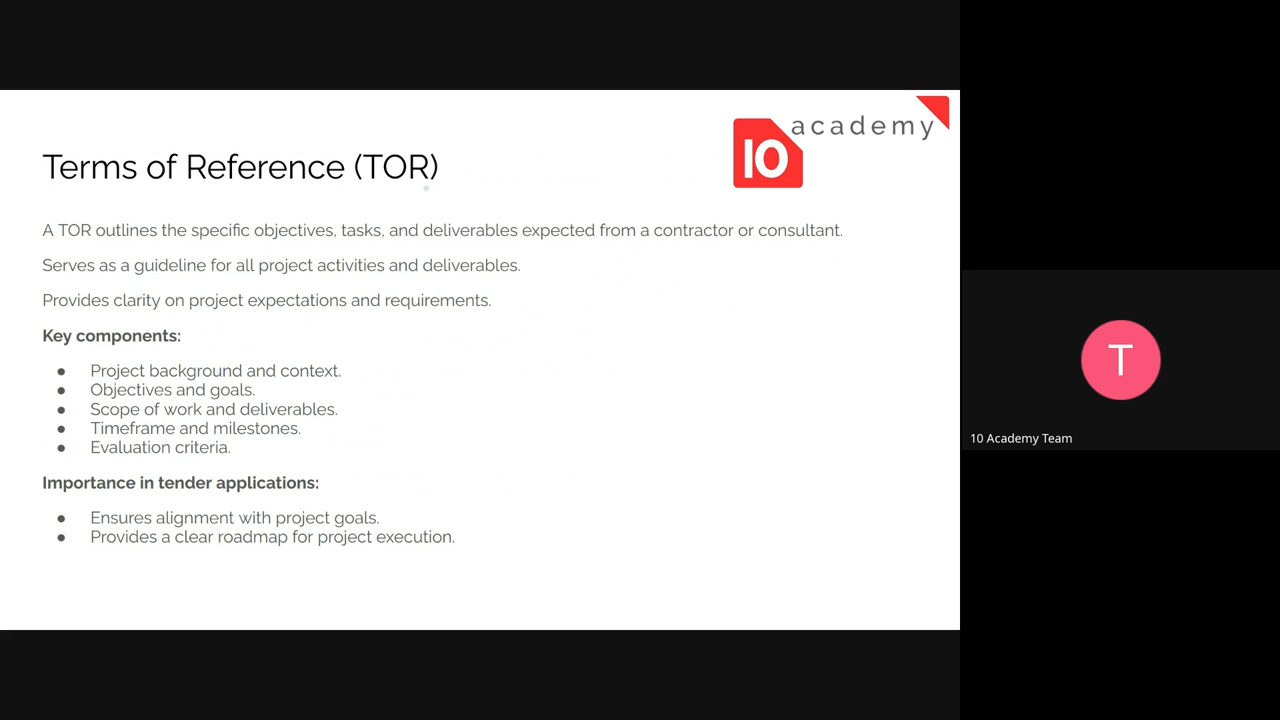 10 academy
Terms of Reference (TOR)
A TOR outlines the specific objectives, tasks, and deliverables expected from a contractor or consultant.
Serves as a guideline for all project activities and deliverables.
Provides clarity on project expectations and requirements.
Key components:
● Project background and context.
● Objectives and goals.
● Scope of work and deliverables.
● Timeframe and milestones.
● Evaluation criteria.
Importance in tender applications:
● Ensures alignment with project goals.
● Provides a clear roadmap for project execution.
T
10 Academy Team